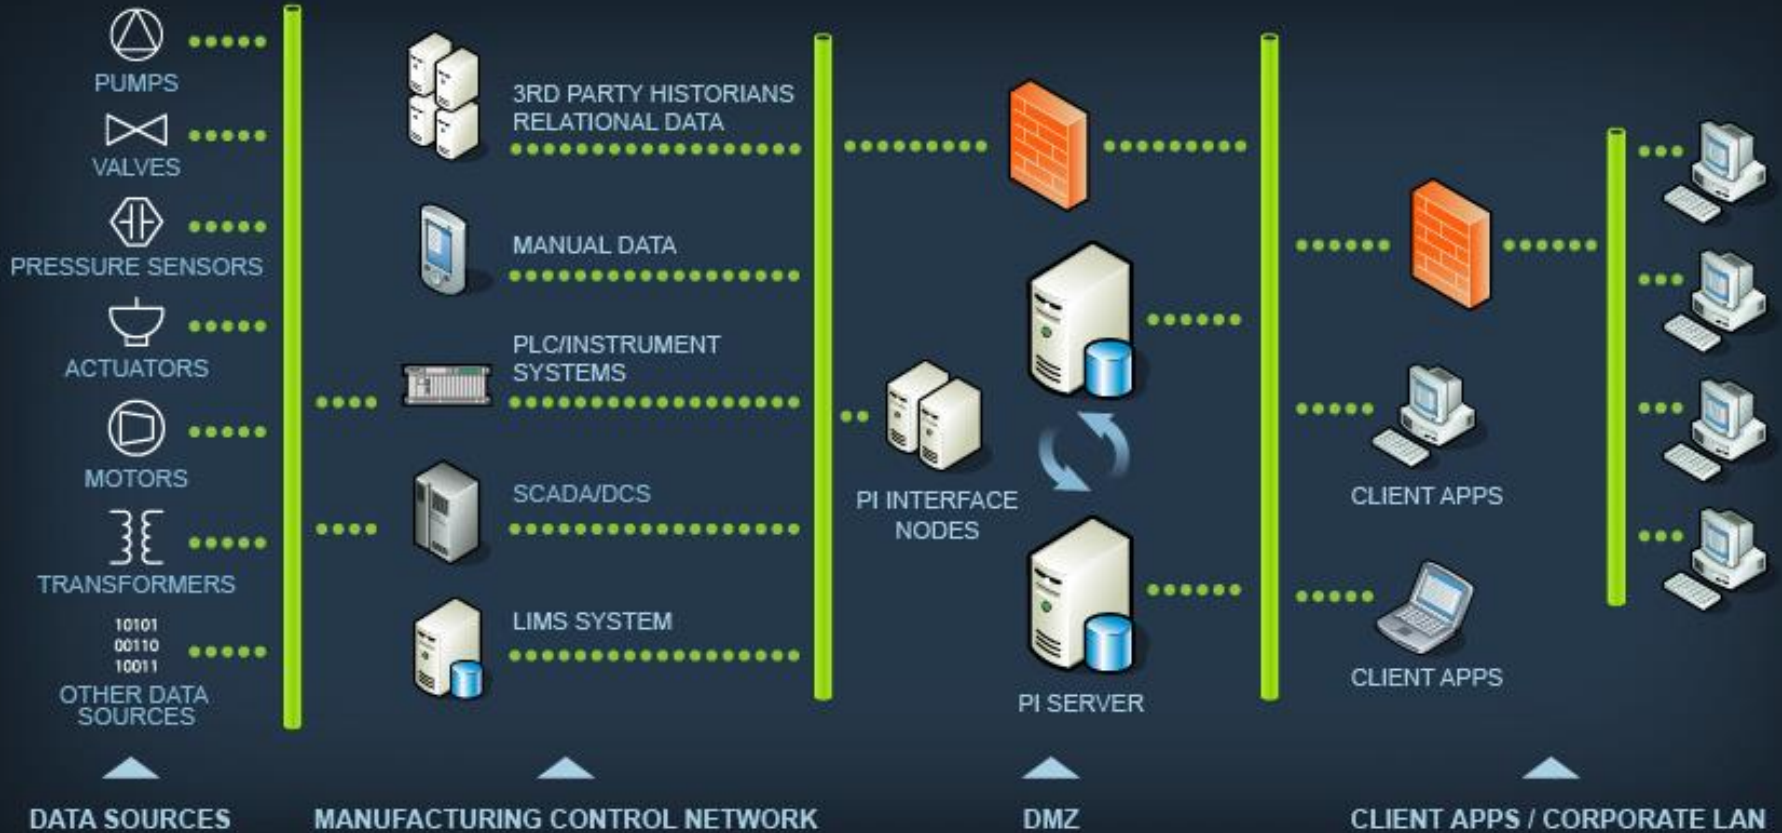 PUMPS
VALVES
PRESSURE SENSORS
ACTUATORS
MOTORS
TRANSFORMERS
10101
00110
10011
OTHER DATA
SOURCES
3RD PARTY HISTORIANS
RELATIONAL DATA
MANUAL DATA
PLC/INSTRUMENT
SYSTEMS
SCADA/DCS
LIMS SYSTEM
PI INTERFACE
NODES
PI SERVER
CLIENT APPS
CLIENT APPS
DATA SOURCES
MANUFACTURING CONTROL NETWORK
DMZ
CLIENT APPS / CORPORATE LAN